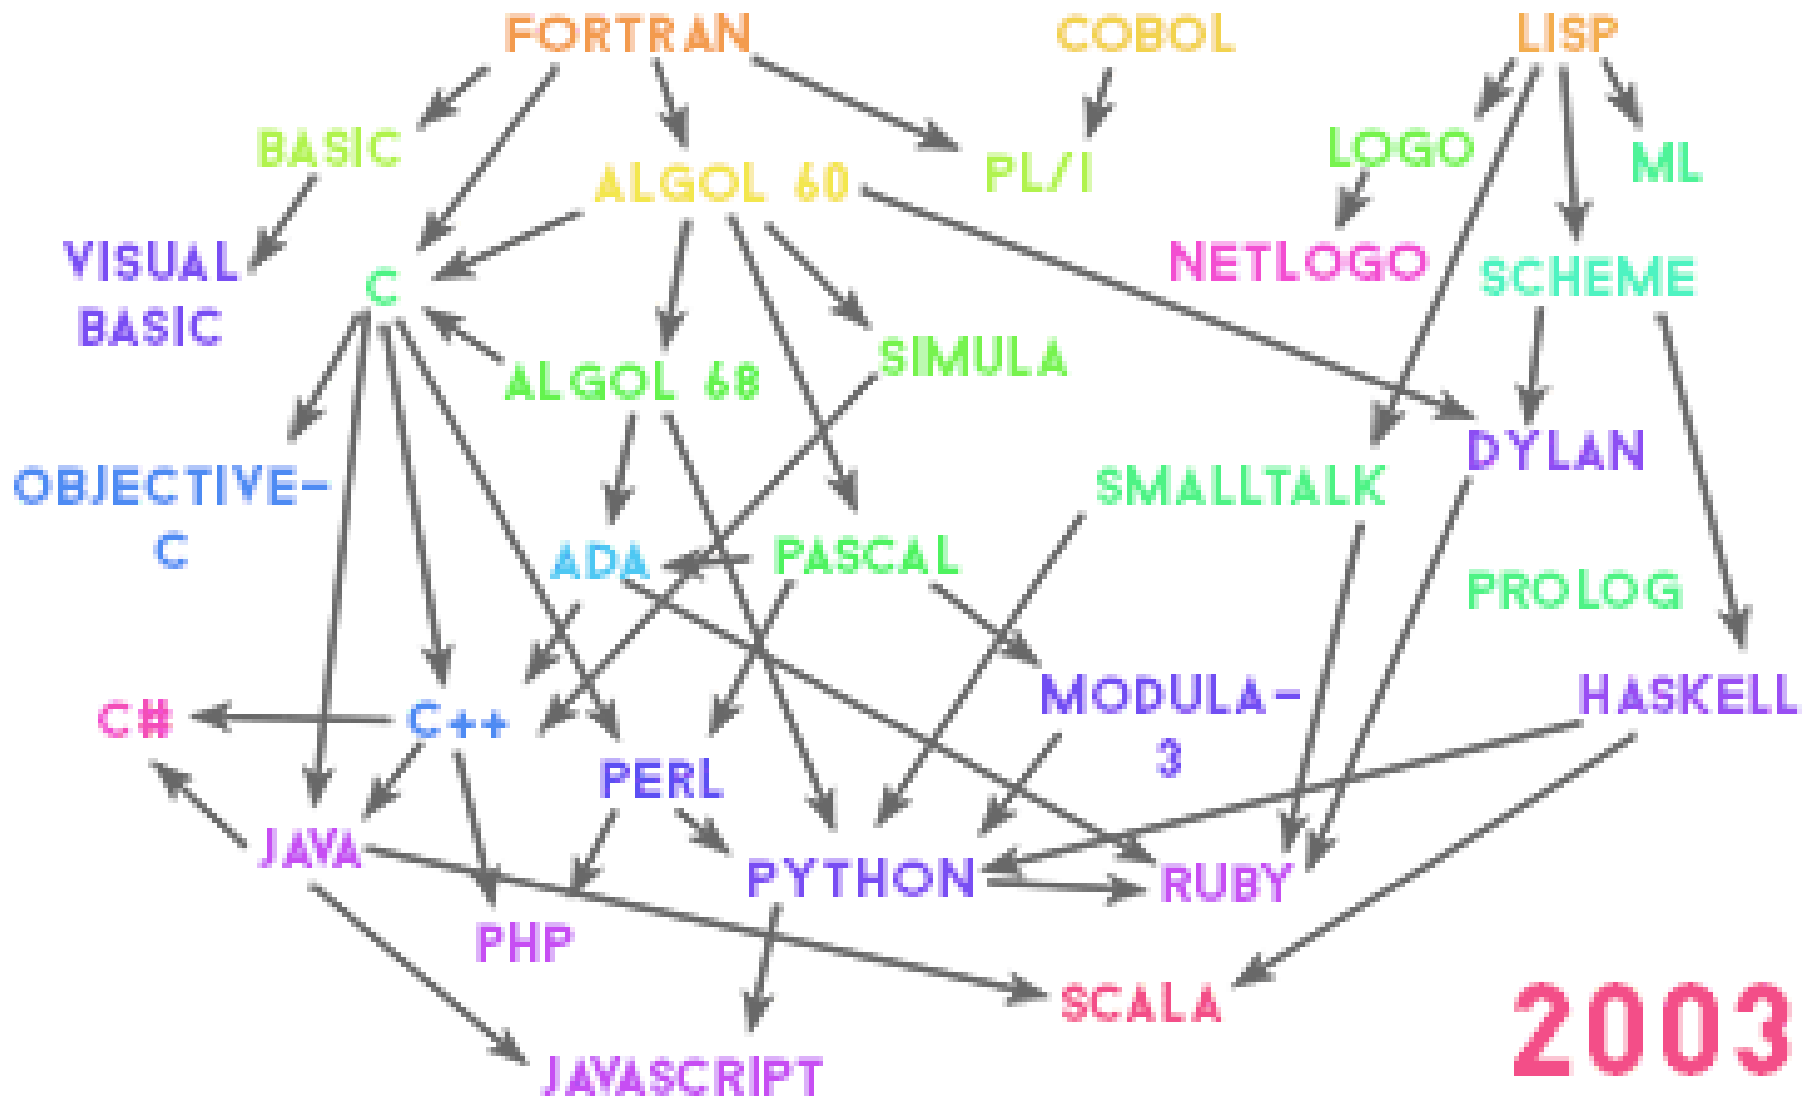 FORTRAN
COBOL
LISP
BASIC
ALGOL 60
PL/I
LOGO
ML
VISUAL
BASIC
C
NETLOGO
SCHEME
ALGOL 68
SIMULA
DYLAN
OBJECTIVE-
C
SMALLTALK
ADA
PASCAL
PROLOG
C#
C++
MODULA-
3
HASKELL
PERL
JAVA
PYTHON
RUBY
PHP
SCALA
JAVASCRIPT
2003